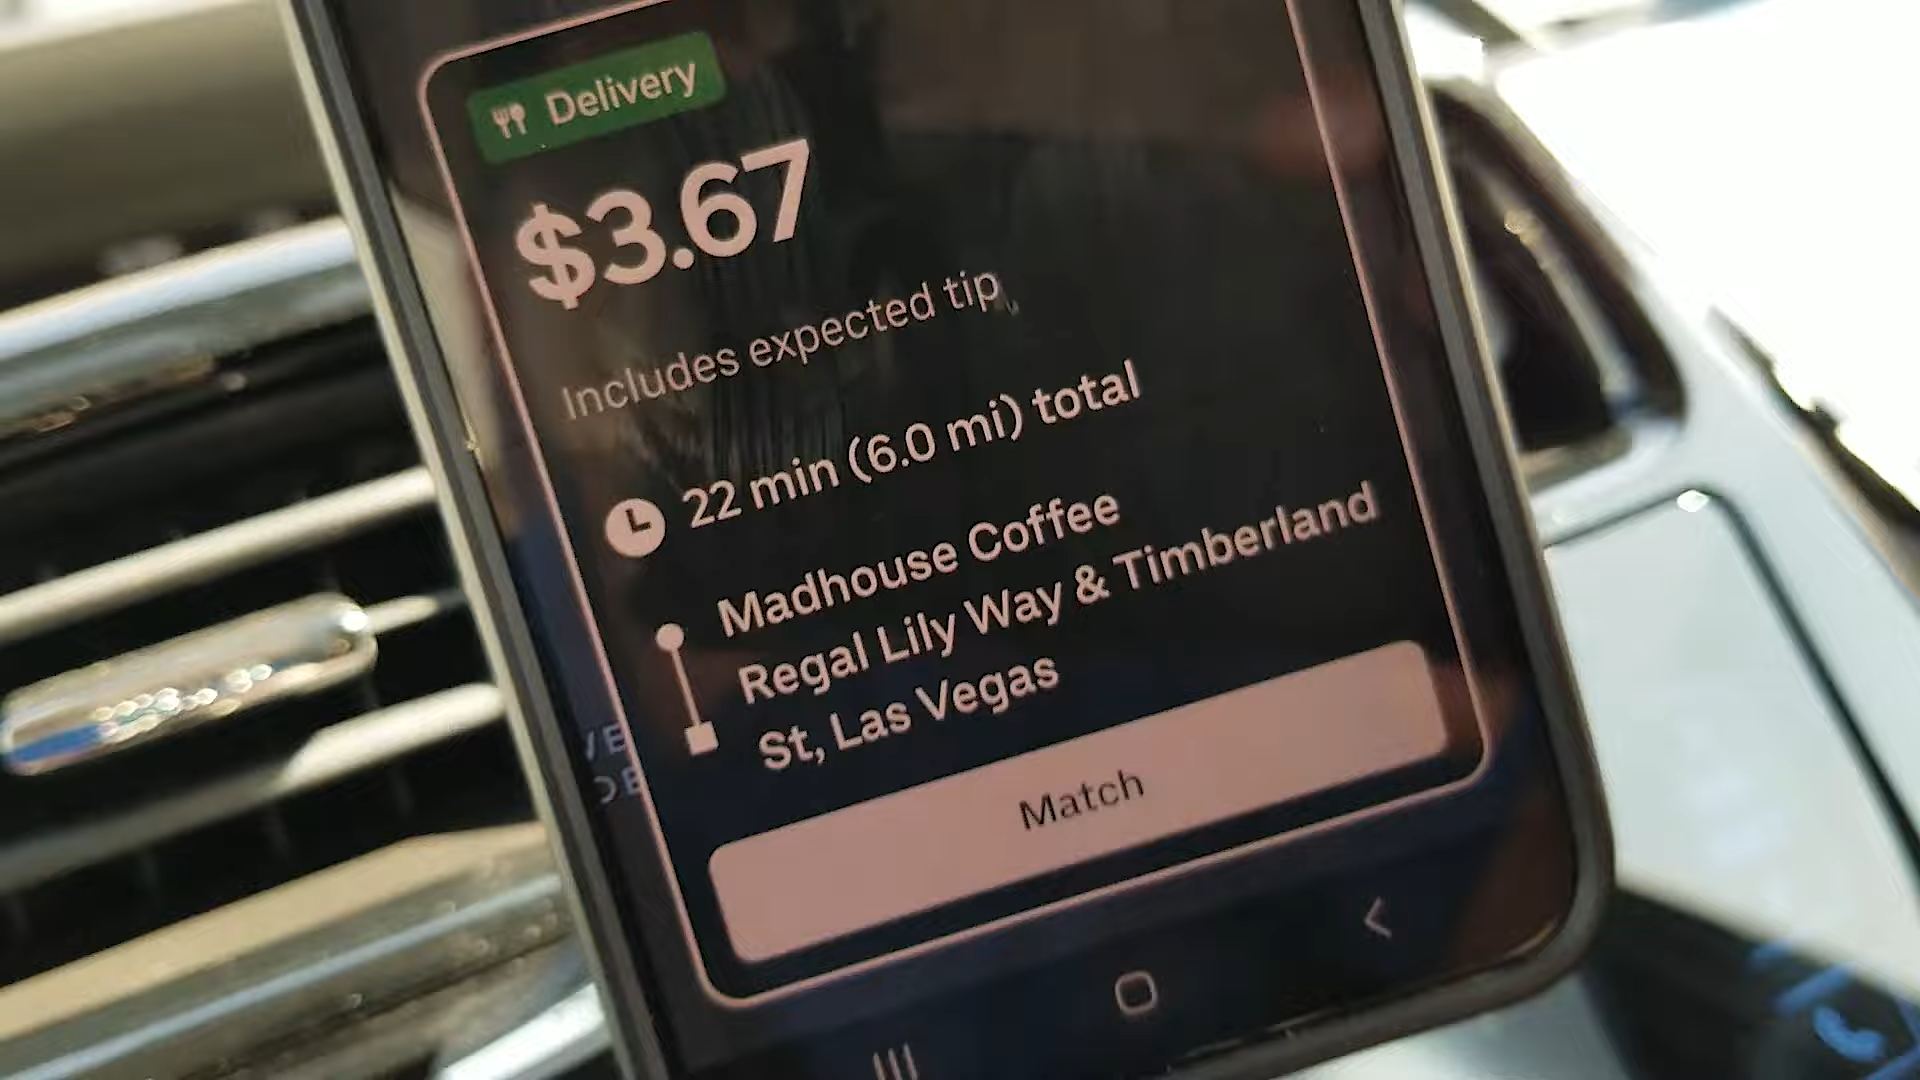 Delivery
$3.67
Includes expected tip
22 min (6.0 mi) total
Madhouse Coffee
Regal Lily Way & Timberland
St, Las Vegas
Match